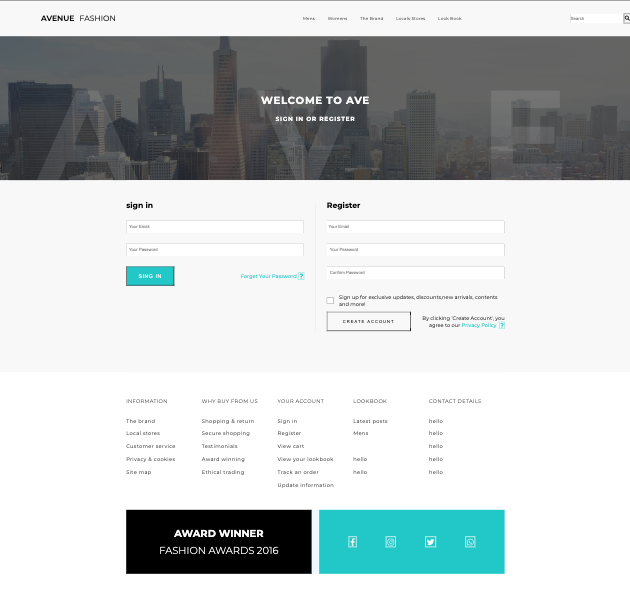 AVENUE FASHION
Mens Womens The Brand Locals Stores Look Book
Search
AVE
WELCOME TO AVE
SIGN IN OR REGISTER
sign in
Your Email
Your Password
SING IN
Forget Your Password ?
Register
Your Email
Your Password
Confirm Password
Sign up for exclusive updates, discounts,new arrivals, contents
and more!
CREATE ACCOUNT
By clicking 'Create Account', you
agree to our Privacy Policy ?
INFORMATION
The brand
Local stores
Customer service
Privacy & cookies
Site map
WHY BUY FROM US
Shopping & return
Secure shopping
Testimonials
Award winning
Ethical trading
YOUR ACCOUNT
Sign in
Register
View cart
View your lookbook
Track an order
Update information
LOOKBOOK
Latest posts
Mens
hello
hello
CONTACT DETAILS
hello
hello
hello
hello
hello
AWARD WINNER
FASHION AWARDS 2016